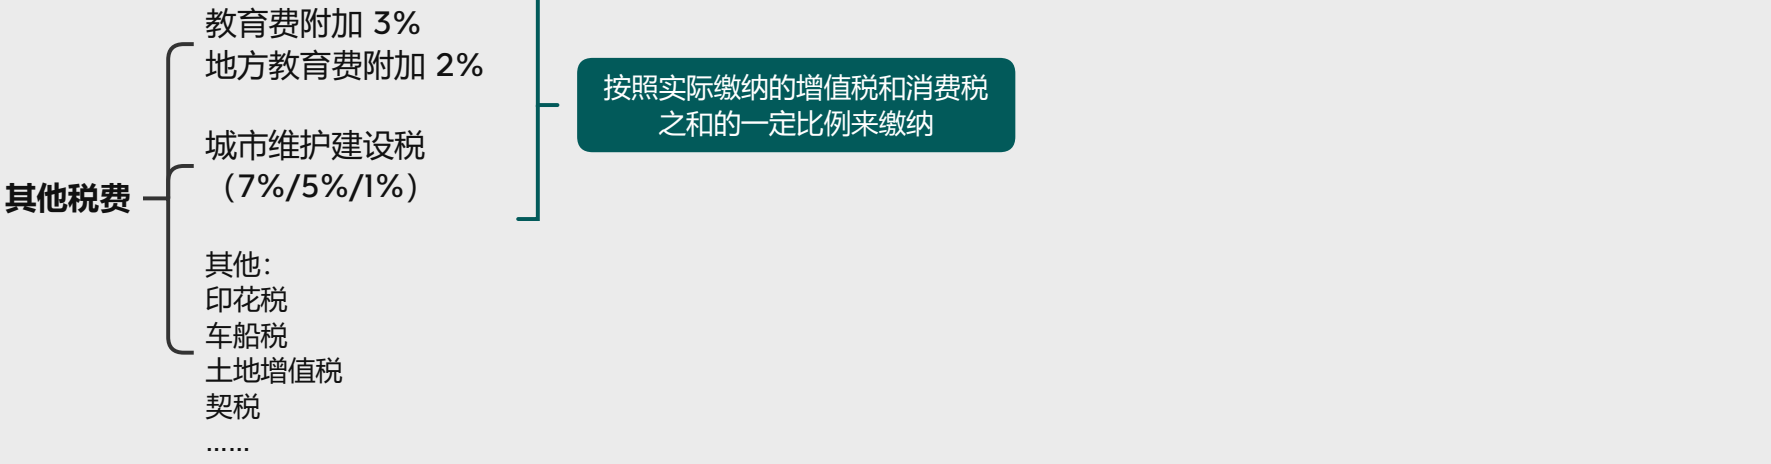 教育费附加 3%
地方教育费附加 2%
按照实际缴纳的增值税和消费税
之和的一定比例来缴纳
城市维护建设税
（7%/5%/1%）
其他税费
其他：
印花税
车船税
土地增值税
契税
……